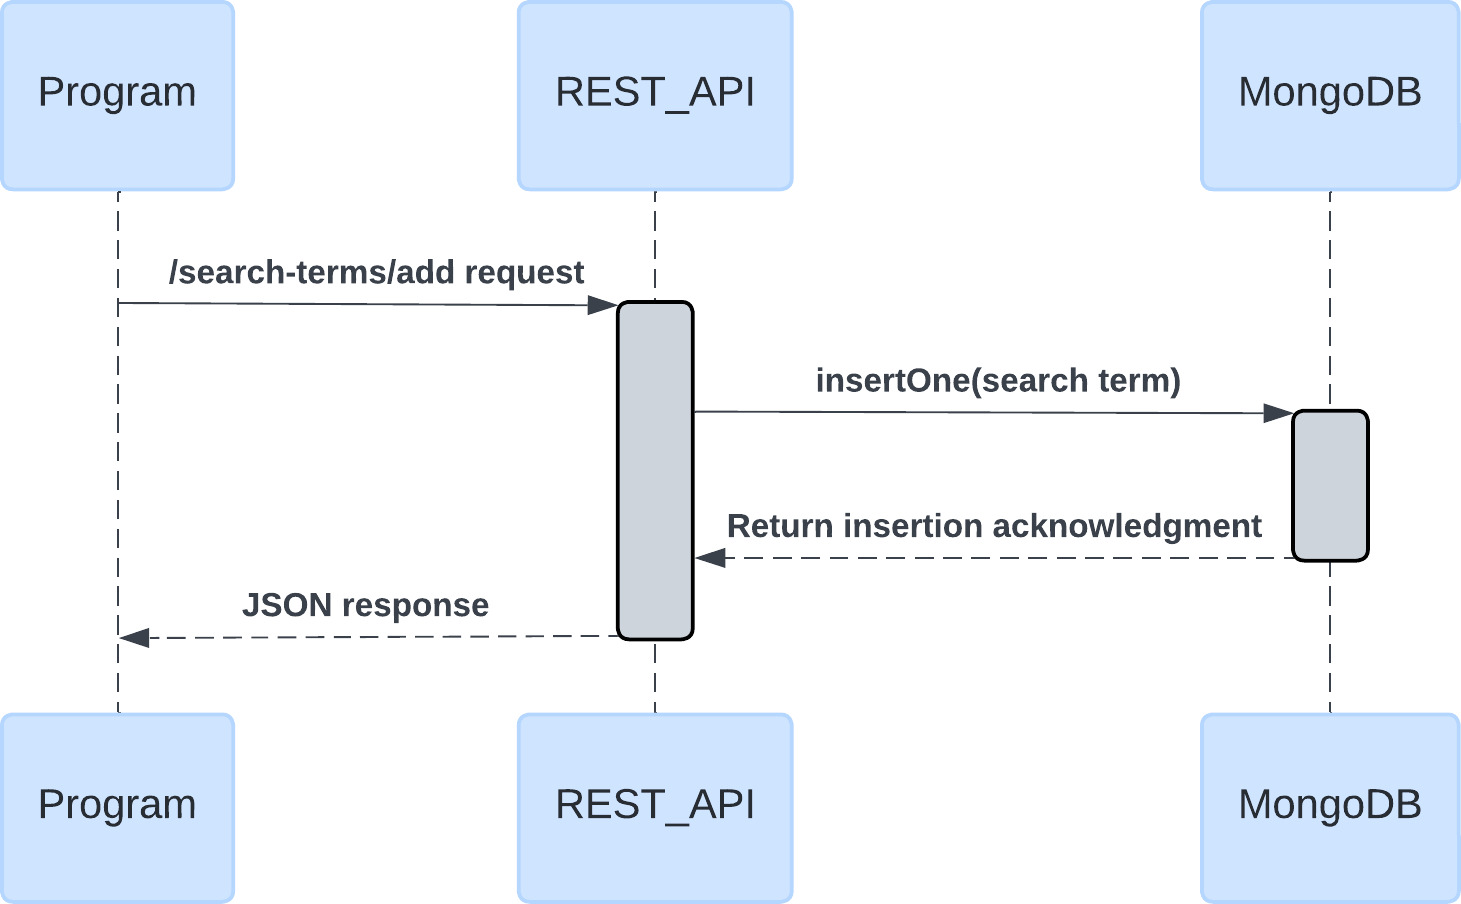 Program
REST_API
MongoDB
/search-terms/add request
insertOne(search term)
Return insertion acknowledgment
JSON response
Program
REST_API
MongoDB